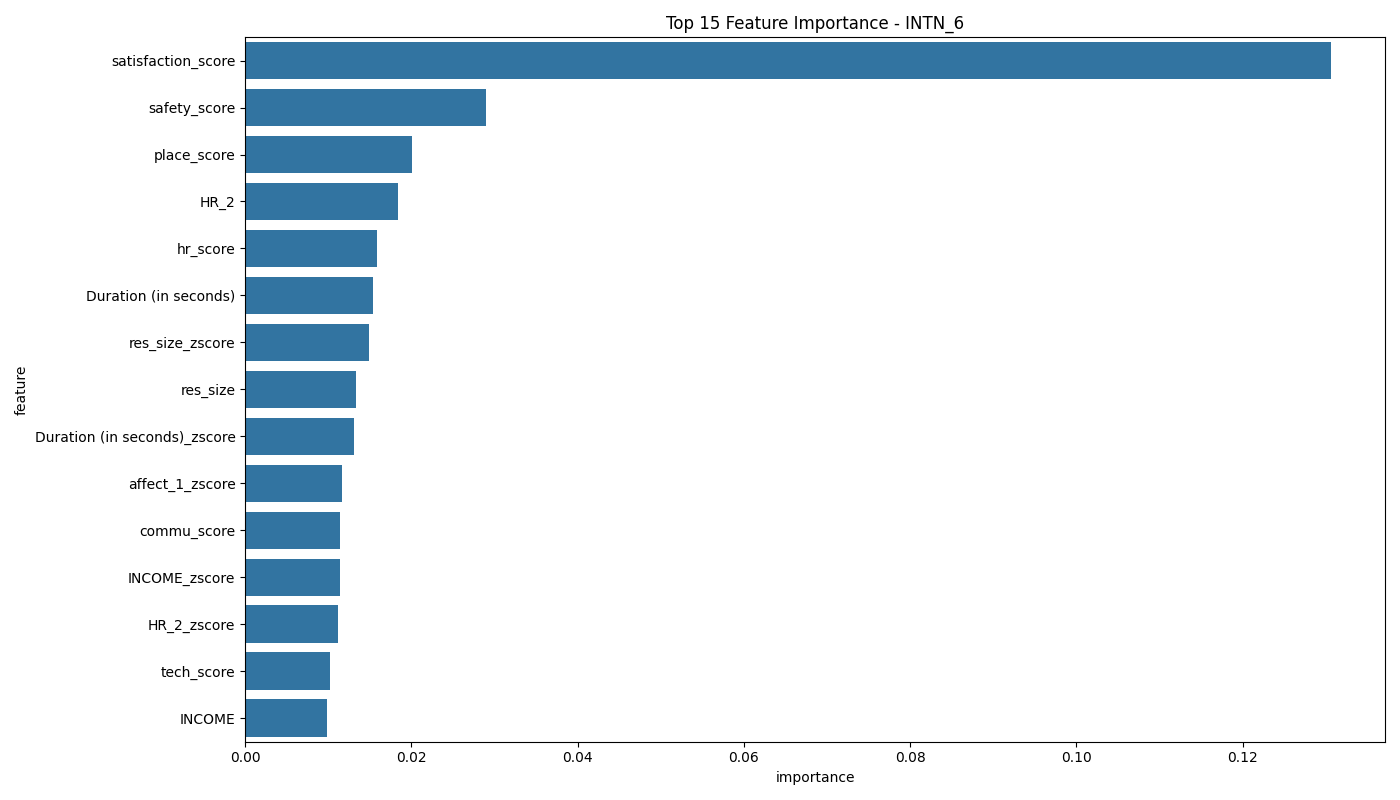 Top 15 Feature Importance - INTN_6
satisfaction_score
safety_score
place_score
HR_2
hr_score
Duration (in seconds)
res_size_zscore
res_size
Duration (in seconds)_zscore
affect_1_zscore
commu_score
INCOME_zscore
HR_2_zscore
tech_score
INCOME
feature
0.00 0.02 0.04 0.06 0.08 0.10 0.12
importance